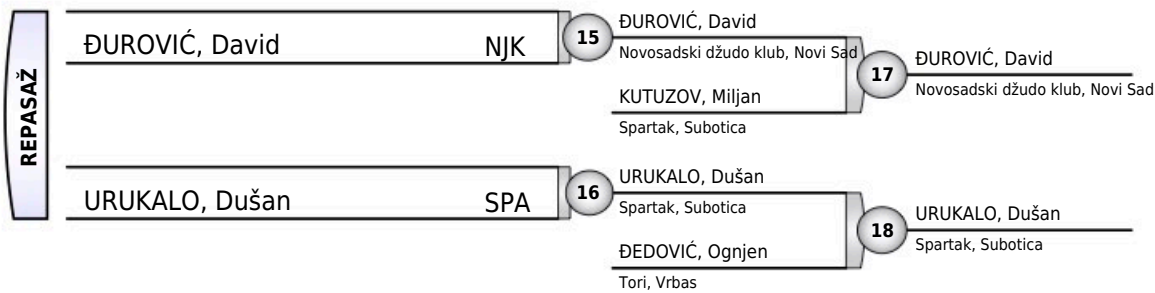 REPASAŽ
ĐUROVIĆ, David NJK
15
ĐUROVIĆ, David
Novosadski džudo klub, Novi Sad
KUTUZOV, Miljan
Spartak, Subotica
17
ĐUROVIĆ, David
Novosadski džudo klub, Novi Sad
URUKALO, Dušan SPA
16
URUKALO, Dušan
Spartak, Subotica
ĐEDOVIĆ, Ognjen
Tori, Vrbas
18
URUKALO, Dušan
Spartak, Subotica